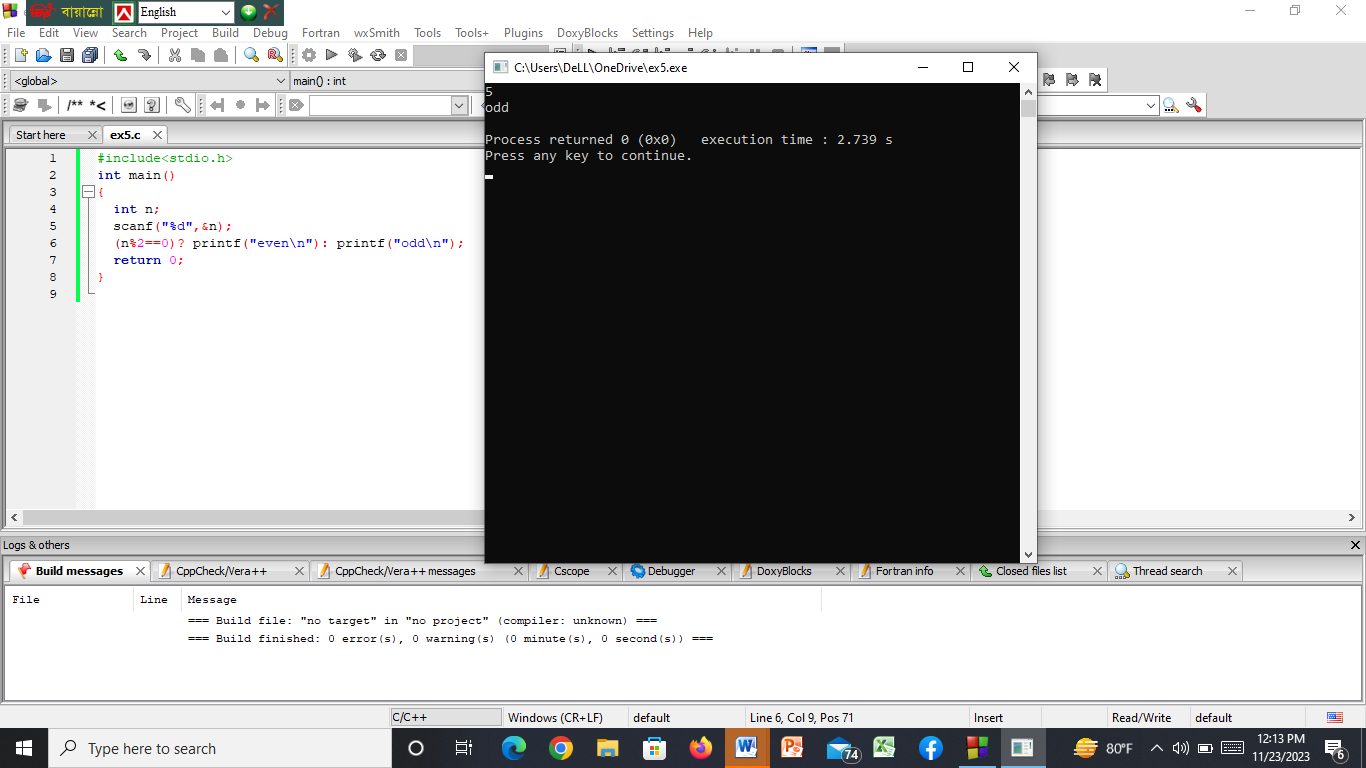 বায়ান্নো English
File Edit View Search Project Build Debug Fortran wxSmith Tools Tools+ Plugins DoxyBlocks Settings Help
<global> main() : int
/** *<
Start here ex5.c
1 #include<stdio.h>
2 int main()
3 {
4 int n;
5 scanf("%d",&n);
6 (n%2==0)? printf("even\n"): printf("odd\n");
7 return 0;
8 }
9
C:\Users\DeLL\OneDrive\ex5.exe
5
odd
Process returned 0 (0x0) execution time : 2.739 s
Press any key to continue.
Logs & others
Build messages CppCheck/Vera++ CppCheck/Vera++ messages Cscope Debugger DoxyBlocks Fortran info Closed files list Thread search
File Line Message
=== Build file: "no target" in "no project" (compiler: unknown) ===
=== Build finished: 0 error(s), 0 warning(s) (0 minute(s), 0 second(s)) ===
C/C++ Windows (CR+LF) default Line 6, Col 9, Pos 71 Insert Read/Write default
Type here to search 74 80°F 12:13 PM
11/23/2023 6